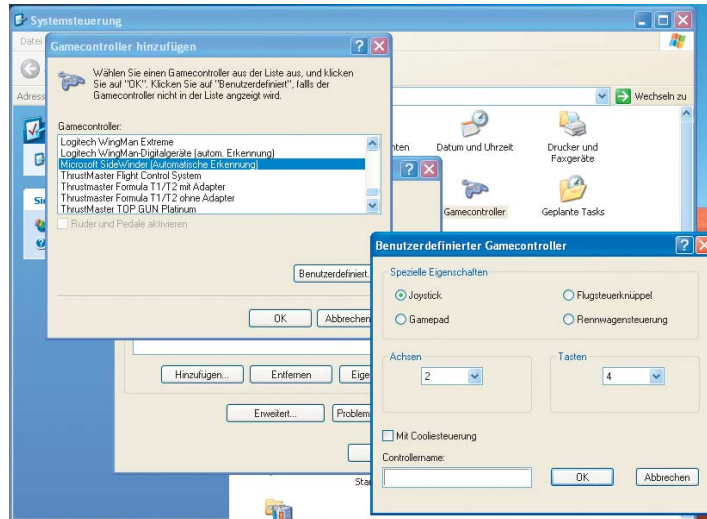 Systemsteuerung
Datei
Adress
Wechseln zu
Gamecontroller hinzufügen
Wählen Sie einen Gamecontroller aus der Liste aus, und klicken
Sie auf "OK". Klicken Sie auf "Benutzerdefiniert", falls der
Gamecontroller nicht in der Liste angezeigt wird.
Gamecontroller:
Logitech WingMan Extreme
Logitech WingMan-Digitalgeräte (autom. Erkennung)
Microsoft SideWinder (Automatische Erkennung)
ThrustMaster Flight Control System
Thrustmaster Formula T1/T2 mit Adapter
Thrustmaster Formula T1/T2 ohne Adapter
ThrustMaster TOP GUN Platinum
Ruder und Pedale aktivieren
Benutzerdefiniert.
OK
Abbrechen
Sie
nten
Datum und Uhrzeit
Drucker und
Faxgeräte
Gamecontroller
Geplante Tasks
Hinzufügen...
Entfernen
Eige
Erweitert...
Problem
Star
Benutzerdefinierter Gamecontroller
Spezielle Eigenschaften
Joystick
Flugsteuerknüppel
Gamepad
Rennwagensteuerung
Achsen
2
Tasten
4
Mit Cooliesteuerung
Controllername:
OK
Abbrechen